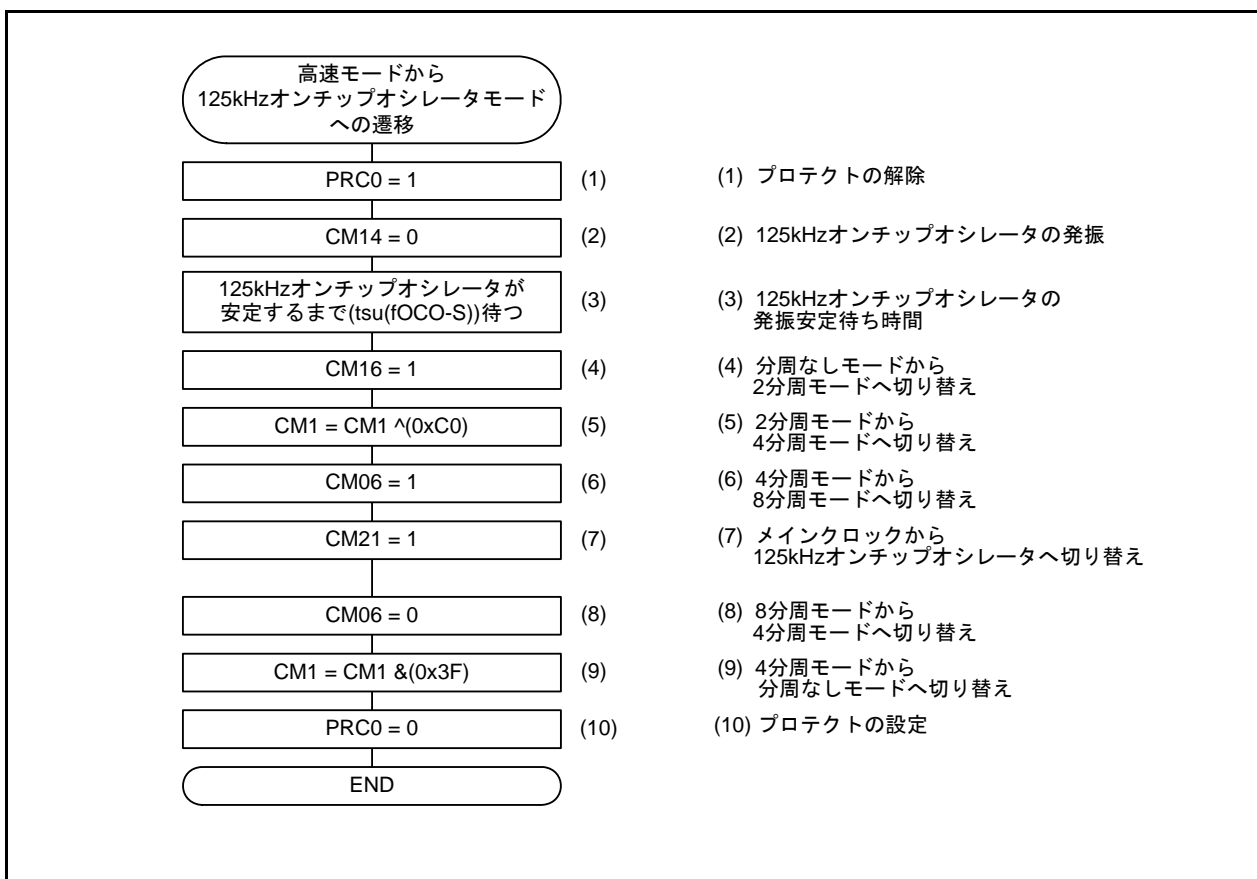 高速モードから
125kHzオンチップオシレータモード
への遷移
PRC0 = 1
(1)
(1) プロテクトの解除
CM14 = 0
(2)
(2) 125kHzオンチップオシレータの発振
125kHzオンチップオシレータが
安定するまで(tsu(fOCO-S))待つ
(3)
(3) 125kHzオンチップオシレータの
発振安定待ち時間
CM16 = 1
(4)
(4) 分周なしモードから
2分周モードへ切り替え
CM1 = CM1 ^(0xC0)
(5)
(5) 2分周モードから
4分周モードへ切り替え
CM06 = 1
(6)
(6) 4分周モードから
8分周モードへ切り替え
CM21 = 1
(7)
(7) メインクロックから
125kHzオンチップオシレータへ切り替え
CM06 = 0
(8)
(8) 8分周モードから
4分周モードへ切り替え
CM1 = CM1 &(0x3F)
(9)
(9) 4分周モードから
分周なしモードへ切り替え
PRC0 = 0
(10)
(10) プロテクトの設定
END